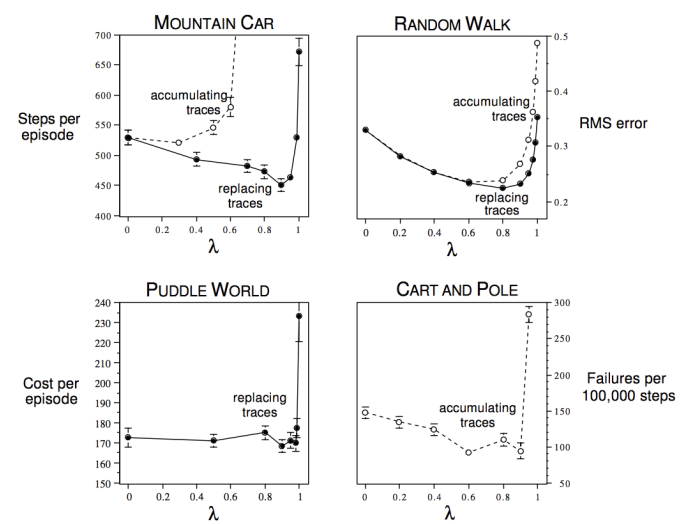 MOUNTAIN CAR
700
650
600
550
500
450
400
Steps per
episode
accumulating
traces
replacing
traces
0 0.2 0.4 0.6 0.8 1
λ
RANDOM WALK
accumulating
traces
replacing
traces
0.5
0.4
0.3
0.2
RMS error
0 0.2 0.4 0.6 0.8 1
λ
PUDDLE WORLD
240
230
220
210
200
190
180
170
160
150
Cost per
episode
replacing
traces
0 0.2 0.4 0.6 0.8 1
λ
CART AND POLE
accumulating
traces
300
250
200
150
100
50
Failures per
100,000 steps
0 0.2 0.4 0.6 0.8 1
λ